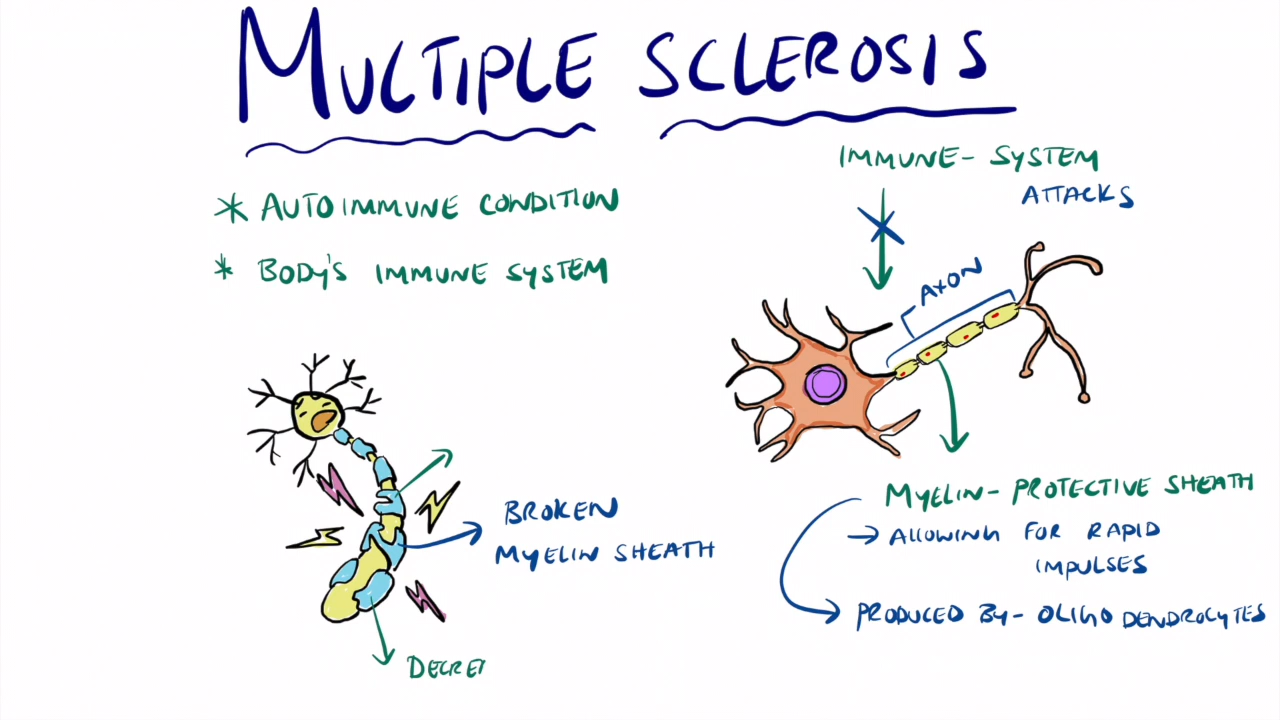 MULTIPLE SCLEROSIS
* AUTOIMMUNE CONDITION
* BODY'S IMMUNE SYSTEM
IMMUNE- SYSTEM
ATTACKS
AXON
BROKEN
MYELIN SHEATH
DECRE
MYELIN- PROTECTIVE SHEATH
→ ALLOWING FOR RAPID
IMPULSES
PRODUCED BY- OLIGODENDROCYTES